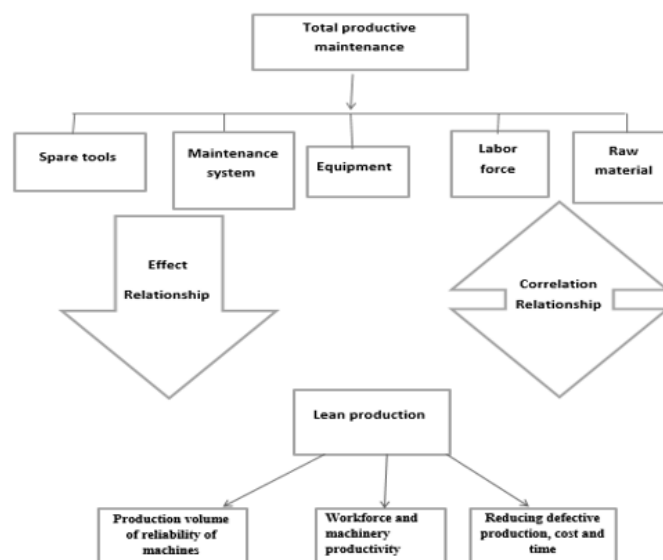 Total productive
maintenance
Spare tools
Maintenance
system
Equipment
Labor
force
Raw
material
Effect
Relationship
Correlation
Relationship
Lean production
Production volume
of reliability of
machines
Workforce and
machinery
productivity
Reducing defective
production, cost and
time